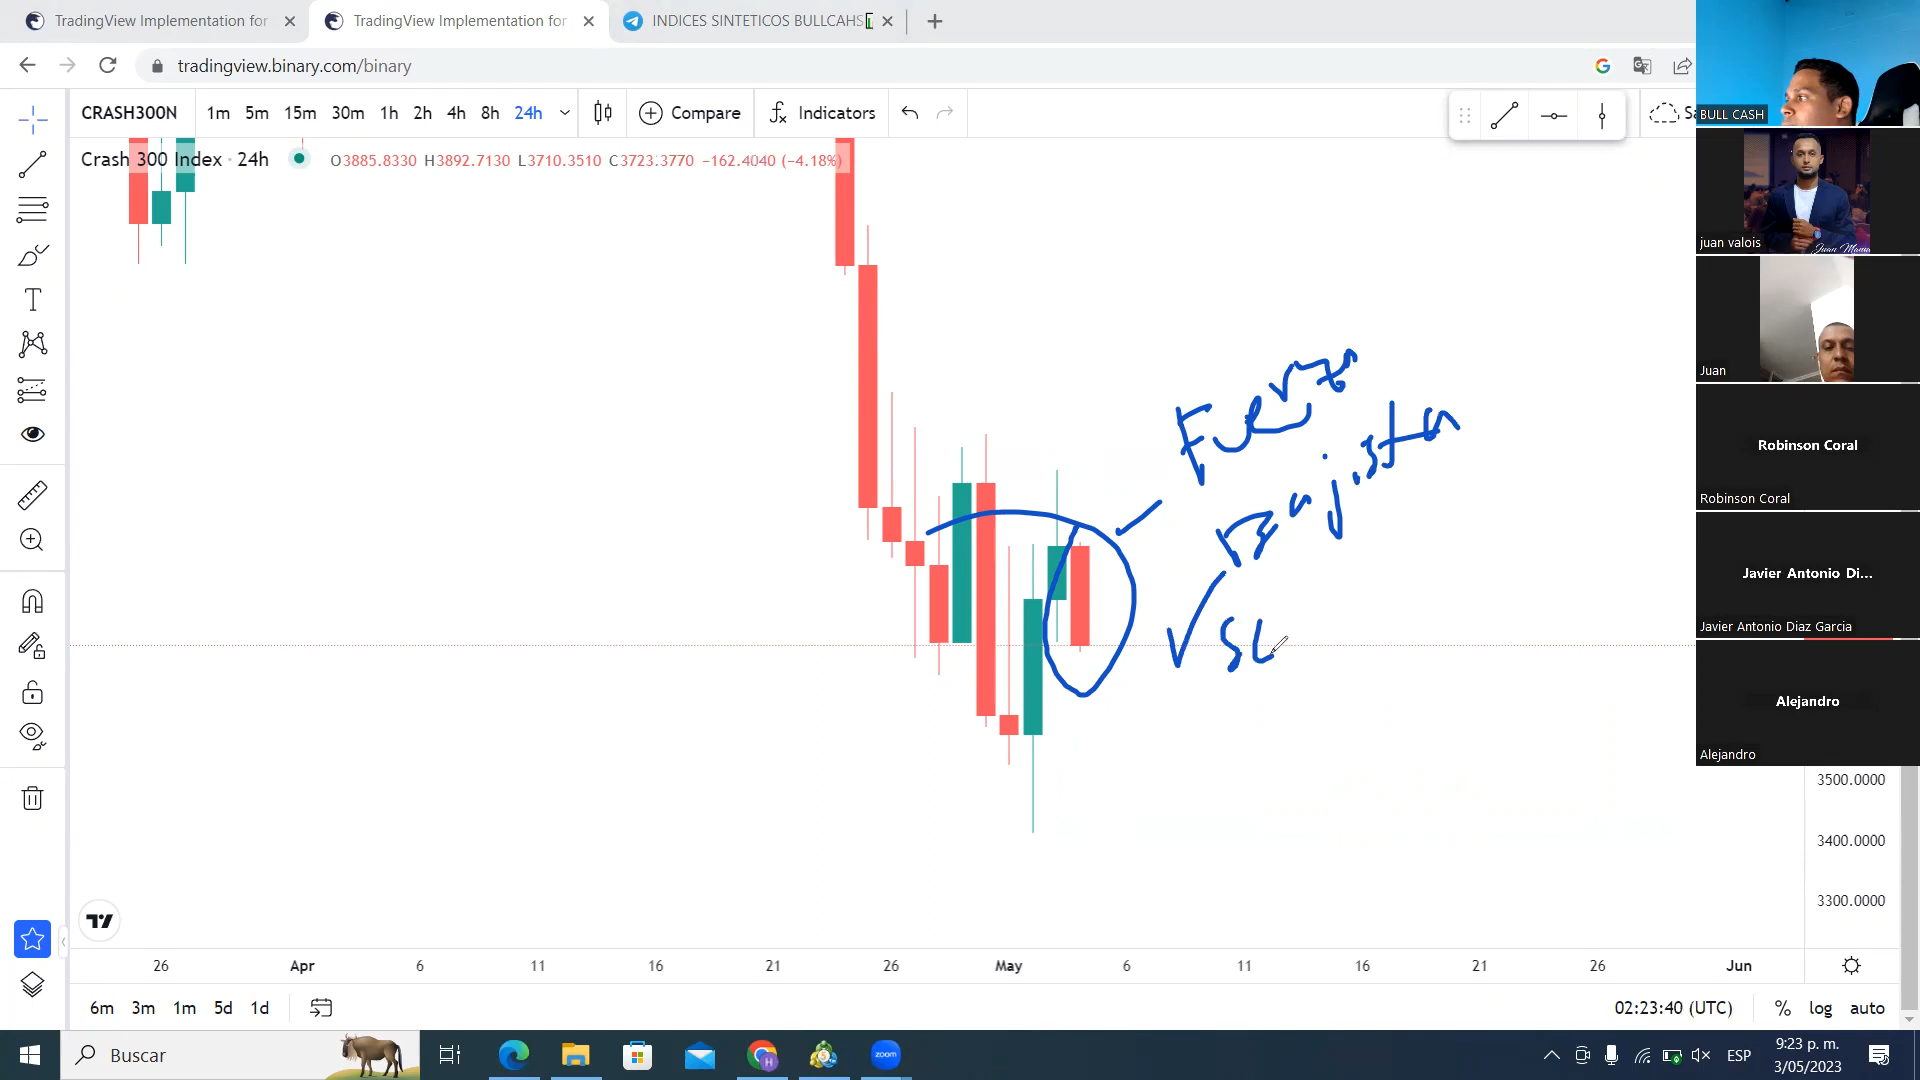 TradingView Implementation for
TradingView Implementation for
INDICES SINTETICOS BULLCAHS
tradingview.binary.com/binary
CRASH300N 1m 5m 15m 30m 1h 2h 4h 8h 24h Compare Indicators
Crash 300 Index · 24h O3885.8330 H3892.7130 L3710.3510 C3723.3770 −162.4040 (−4.18%)
Fuerza
Bajista
BULL CASH
Juan Manu
juan valois
Juan
Robinson Coral
Robinson Coral
Javier Antonio Di...
Javier Antonio Diaz Garcia
Alejandro
Alejandro
3500.0000
3400.0000
3300.0000
26 Apr 6 11 16 21 26 May 6 11 16 21 26 Jun
6m 3m 1m 5d 1d 02:23:40 (UTC) % log auto
Buscar zoom ESP 9:23 p. m.
3/05/2023